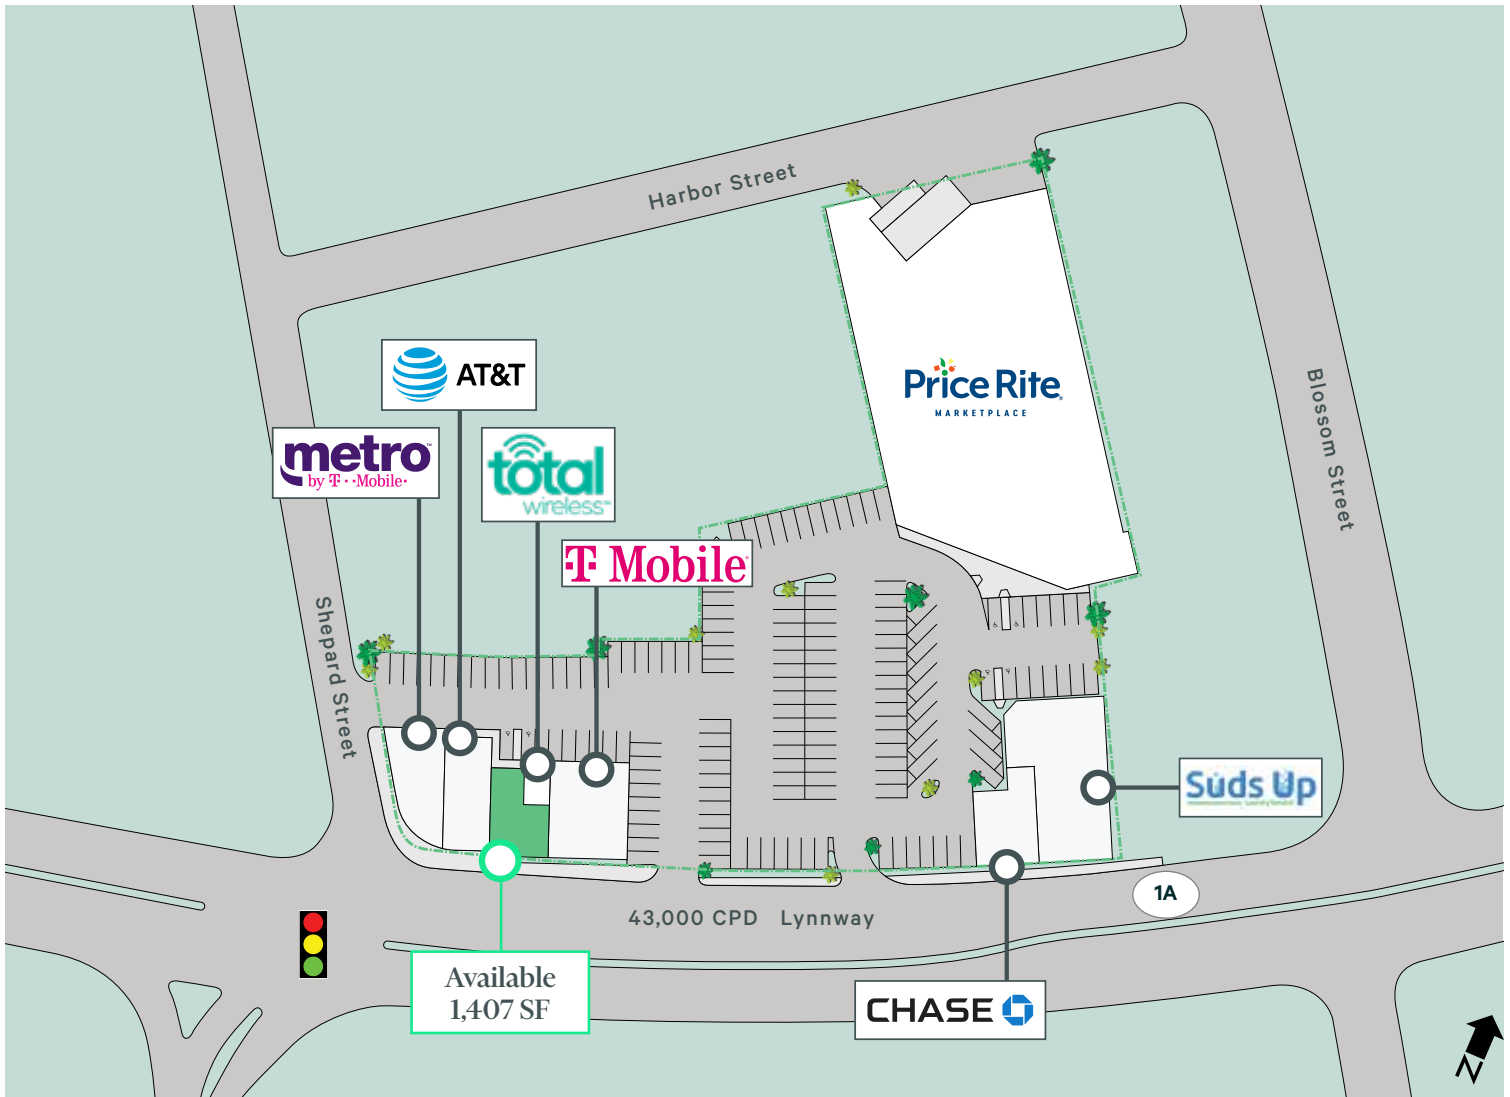 Harbor Street
AT&T
Price Rite
MARKETPLACE
Blossom Street
metro
by T-Mobile
total
wireless
T Mobile
Shepard Street
Suds Up
1A
43,000 CPD Lynnway
Available
1,407 SF
CHASE
N